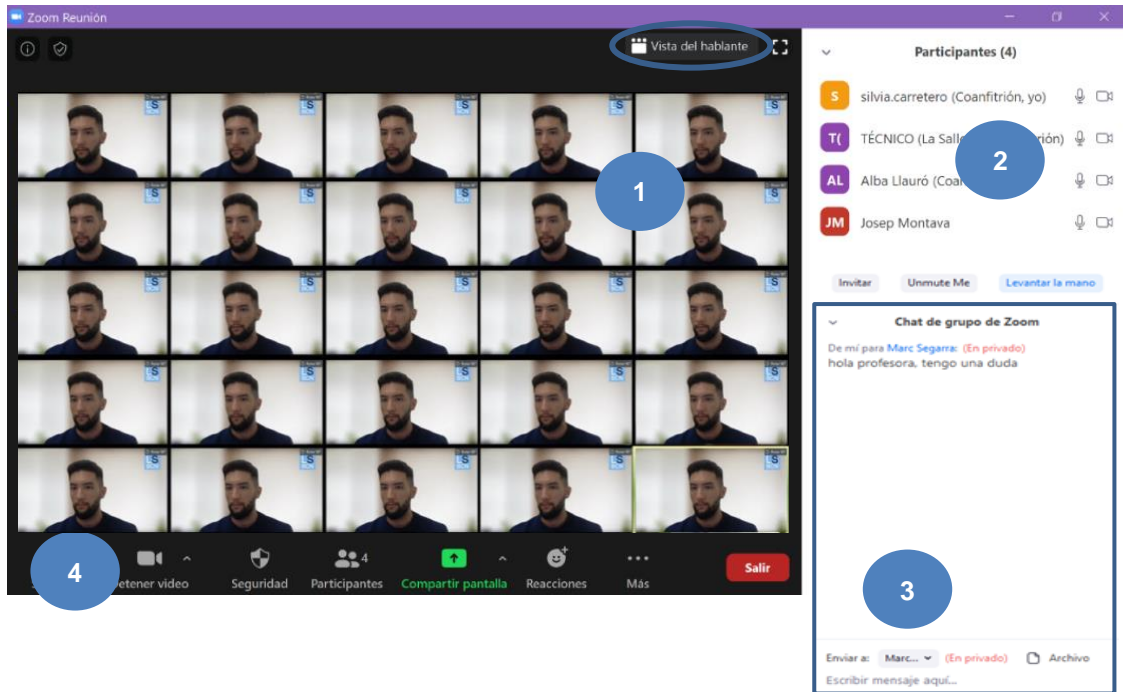 Zoom Reunión
Vista del hablante
1
4
etener video
Seguridad
4
Participantes
Compartir pantalla
Reacciones
Más
Salir
Participantes (4)
S silvia.carretero (Coanfitrión, yo)
T( TÉCNICO (La Salle
2
AL Alba Llauró
JM Josep Montava
Invitar
Unmute Me
Levantar la mano
Chat de grupo de Zoom
De mí para Marc Segarra: (En privado)
hola profesora, tengo una duda
3
Enviar a: Marc... (En privado) Archivo
Escribir mensaje aquí...